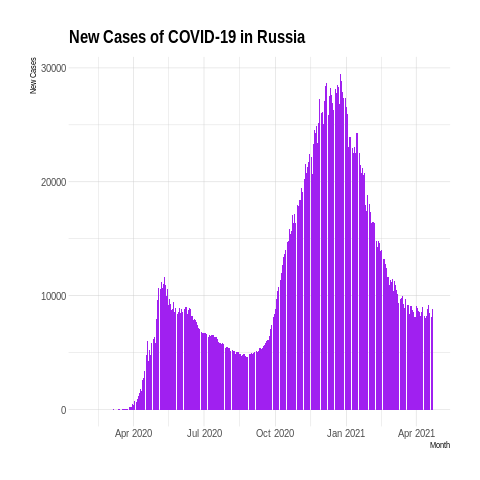 New Cases of COVID-19 in Russia
New Cases
30000
20000
10000
0
Apr 2020 Jul 2020 Oct 2020 Jan 2021 Apr 2021
Month